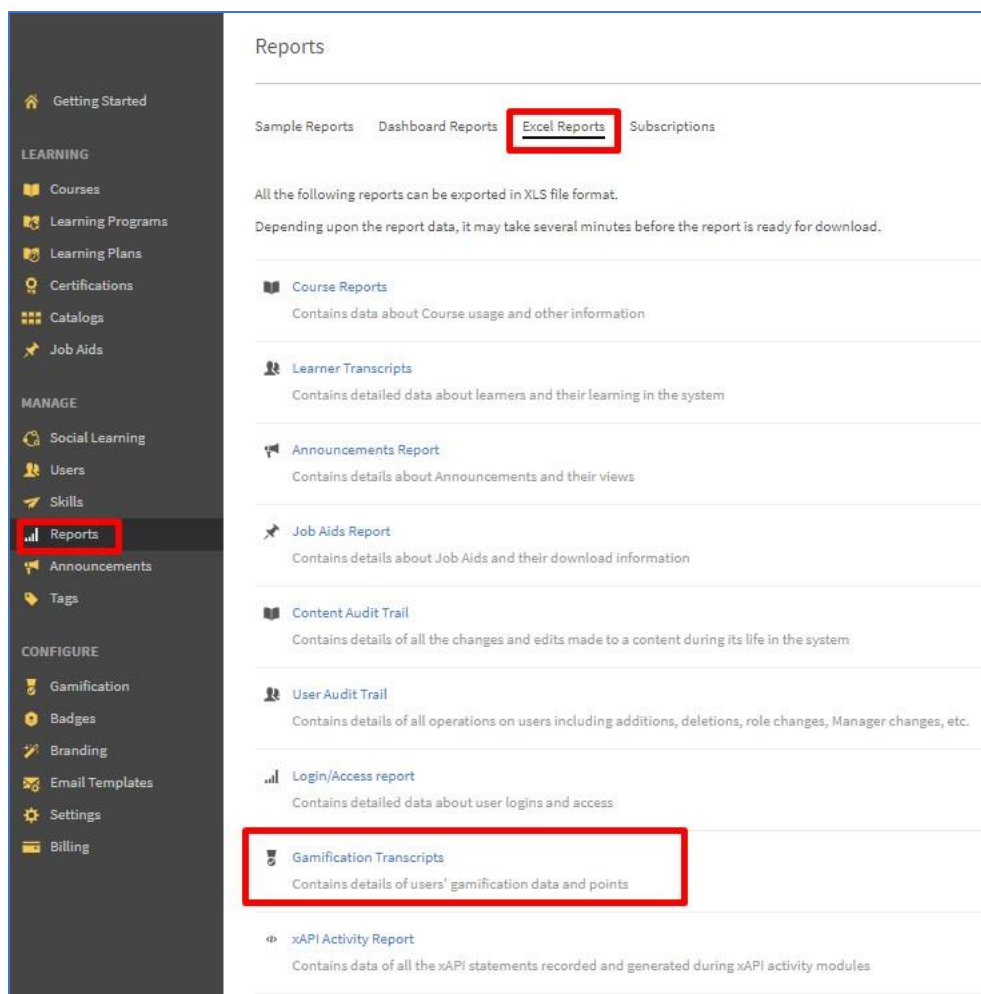 Getting Started
LEARNING
Courses
Learning Programs
Learning Plans
Certifications
Catalogs
Job Aids
MANAGE
Social Learning
Users
Skills
Reports
Announcements
Tags
CONFIGURE
Gamification
Badges
Branding
Email Templates
Settings
Billing
Reports
Sample Reports Dashboard Reports Excel Reports Subscriptions
All the following reports can be exported in XLS file format.
Depending upon the report data, it may take several minutes before the report is ready for download.
Course Reports
Contains data about Course usage and other information
Learner Transcripts
Contains detailed data about learners and their learning in the system
Announcements Report
Contains details about Announcements and their views
Job Aids Report
Contains details about Job Aids and their download information
Content Audit Trail
Contains details of all the changes and edits made to a content during its life in the system
User Audit Trail
Contains details of all operations on users including additions, deletions, role changes, Manager changes, etc.
Login/Access report
Contains detailed data about user logins and access
Gamification Transcripts
Contains details of users' gamification data and points
xAPI Activity Report
Contains data of all the xAPI statements recorded and generated during xAPI activity modules